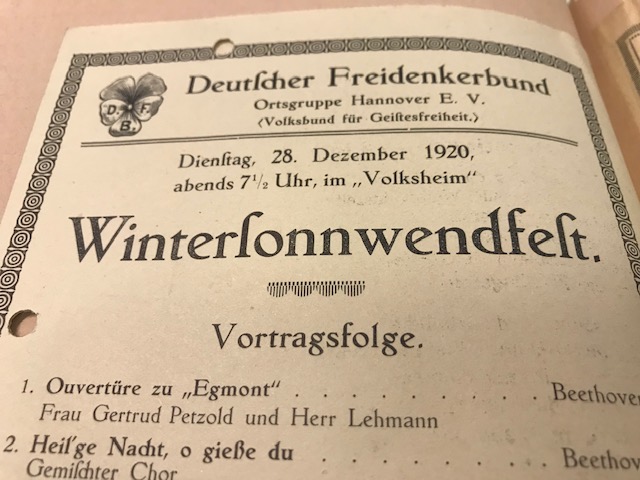 D. F. B.
Deutſcher Freidenkerbund
Ortsgruppe Hannover E. V.
(Volksbund für Geiſtesfreiheit.)
Dienſtag, 28. Dezember 1920,
abends 7½ Uhr, im „Volksheim“
Winterſonnwendfeſt.
Vortragsfolge.
1. Ouvertüre zu „Egmont“ . . . . . . . . . Beethoven
Frau Gertrud Petzold und Herr Lehmann
2. Heil'ge Nacht, o gieße du . . . . . . . . Beethov
Gemiſchter Chor